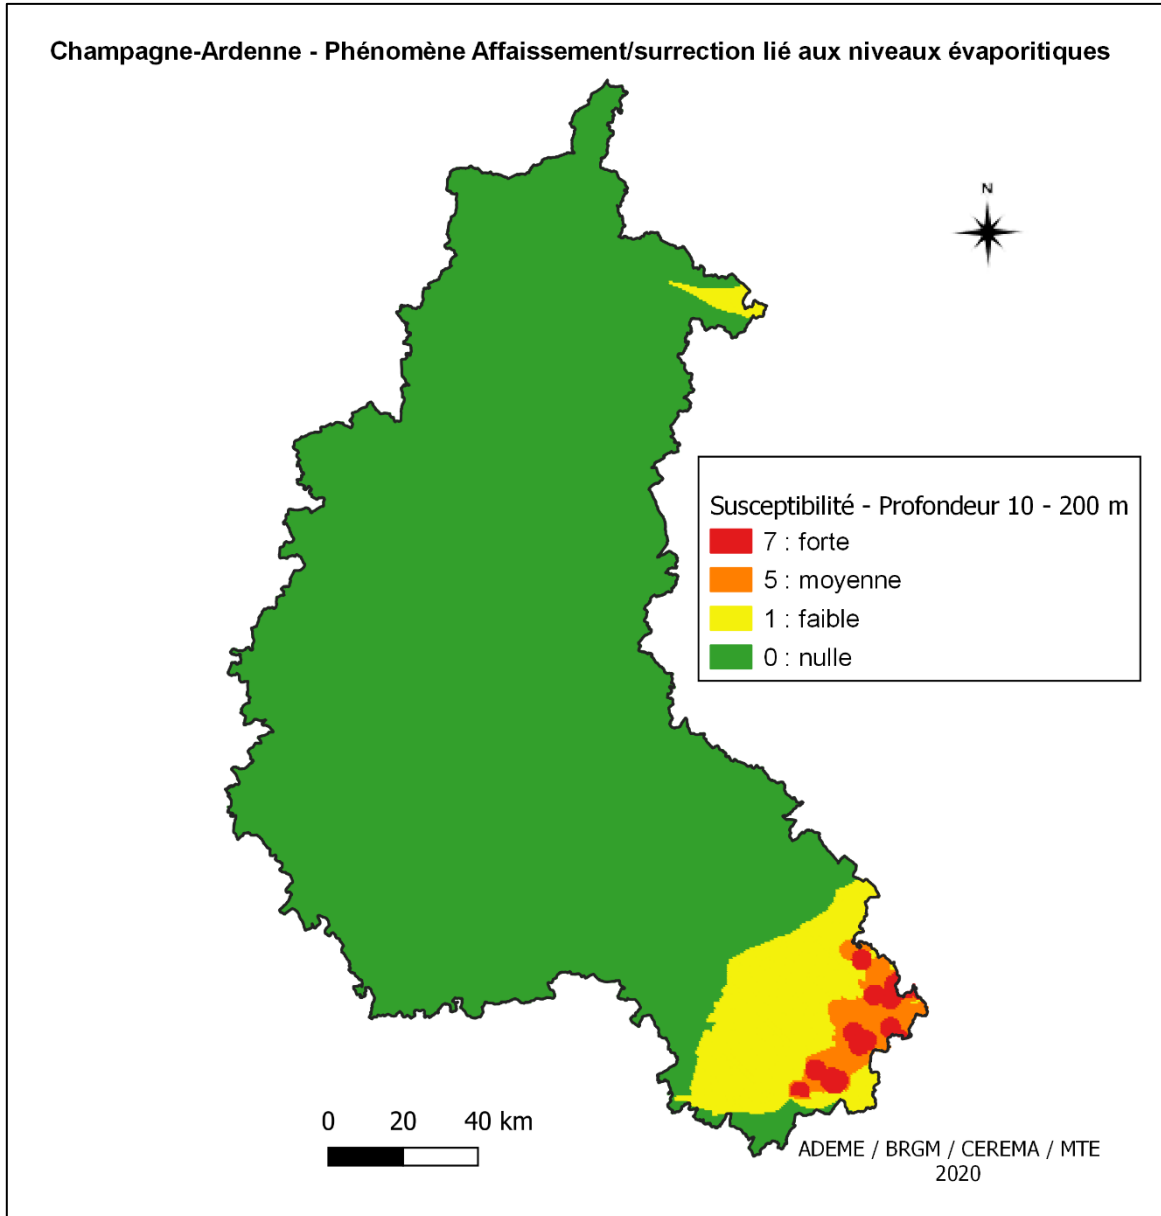 Champagne-Ardenne - Phénomène Affaissement/surrection lié aux niveaux évaporitiques
N
Susceptibilité - Profondeur 10 - 200 m
7 : forte
5 : moyenne
1 : faible
0 : nulle
0 20 40 km
ADEME / BRGM / CEREMA / MTE
2020